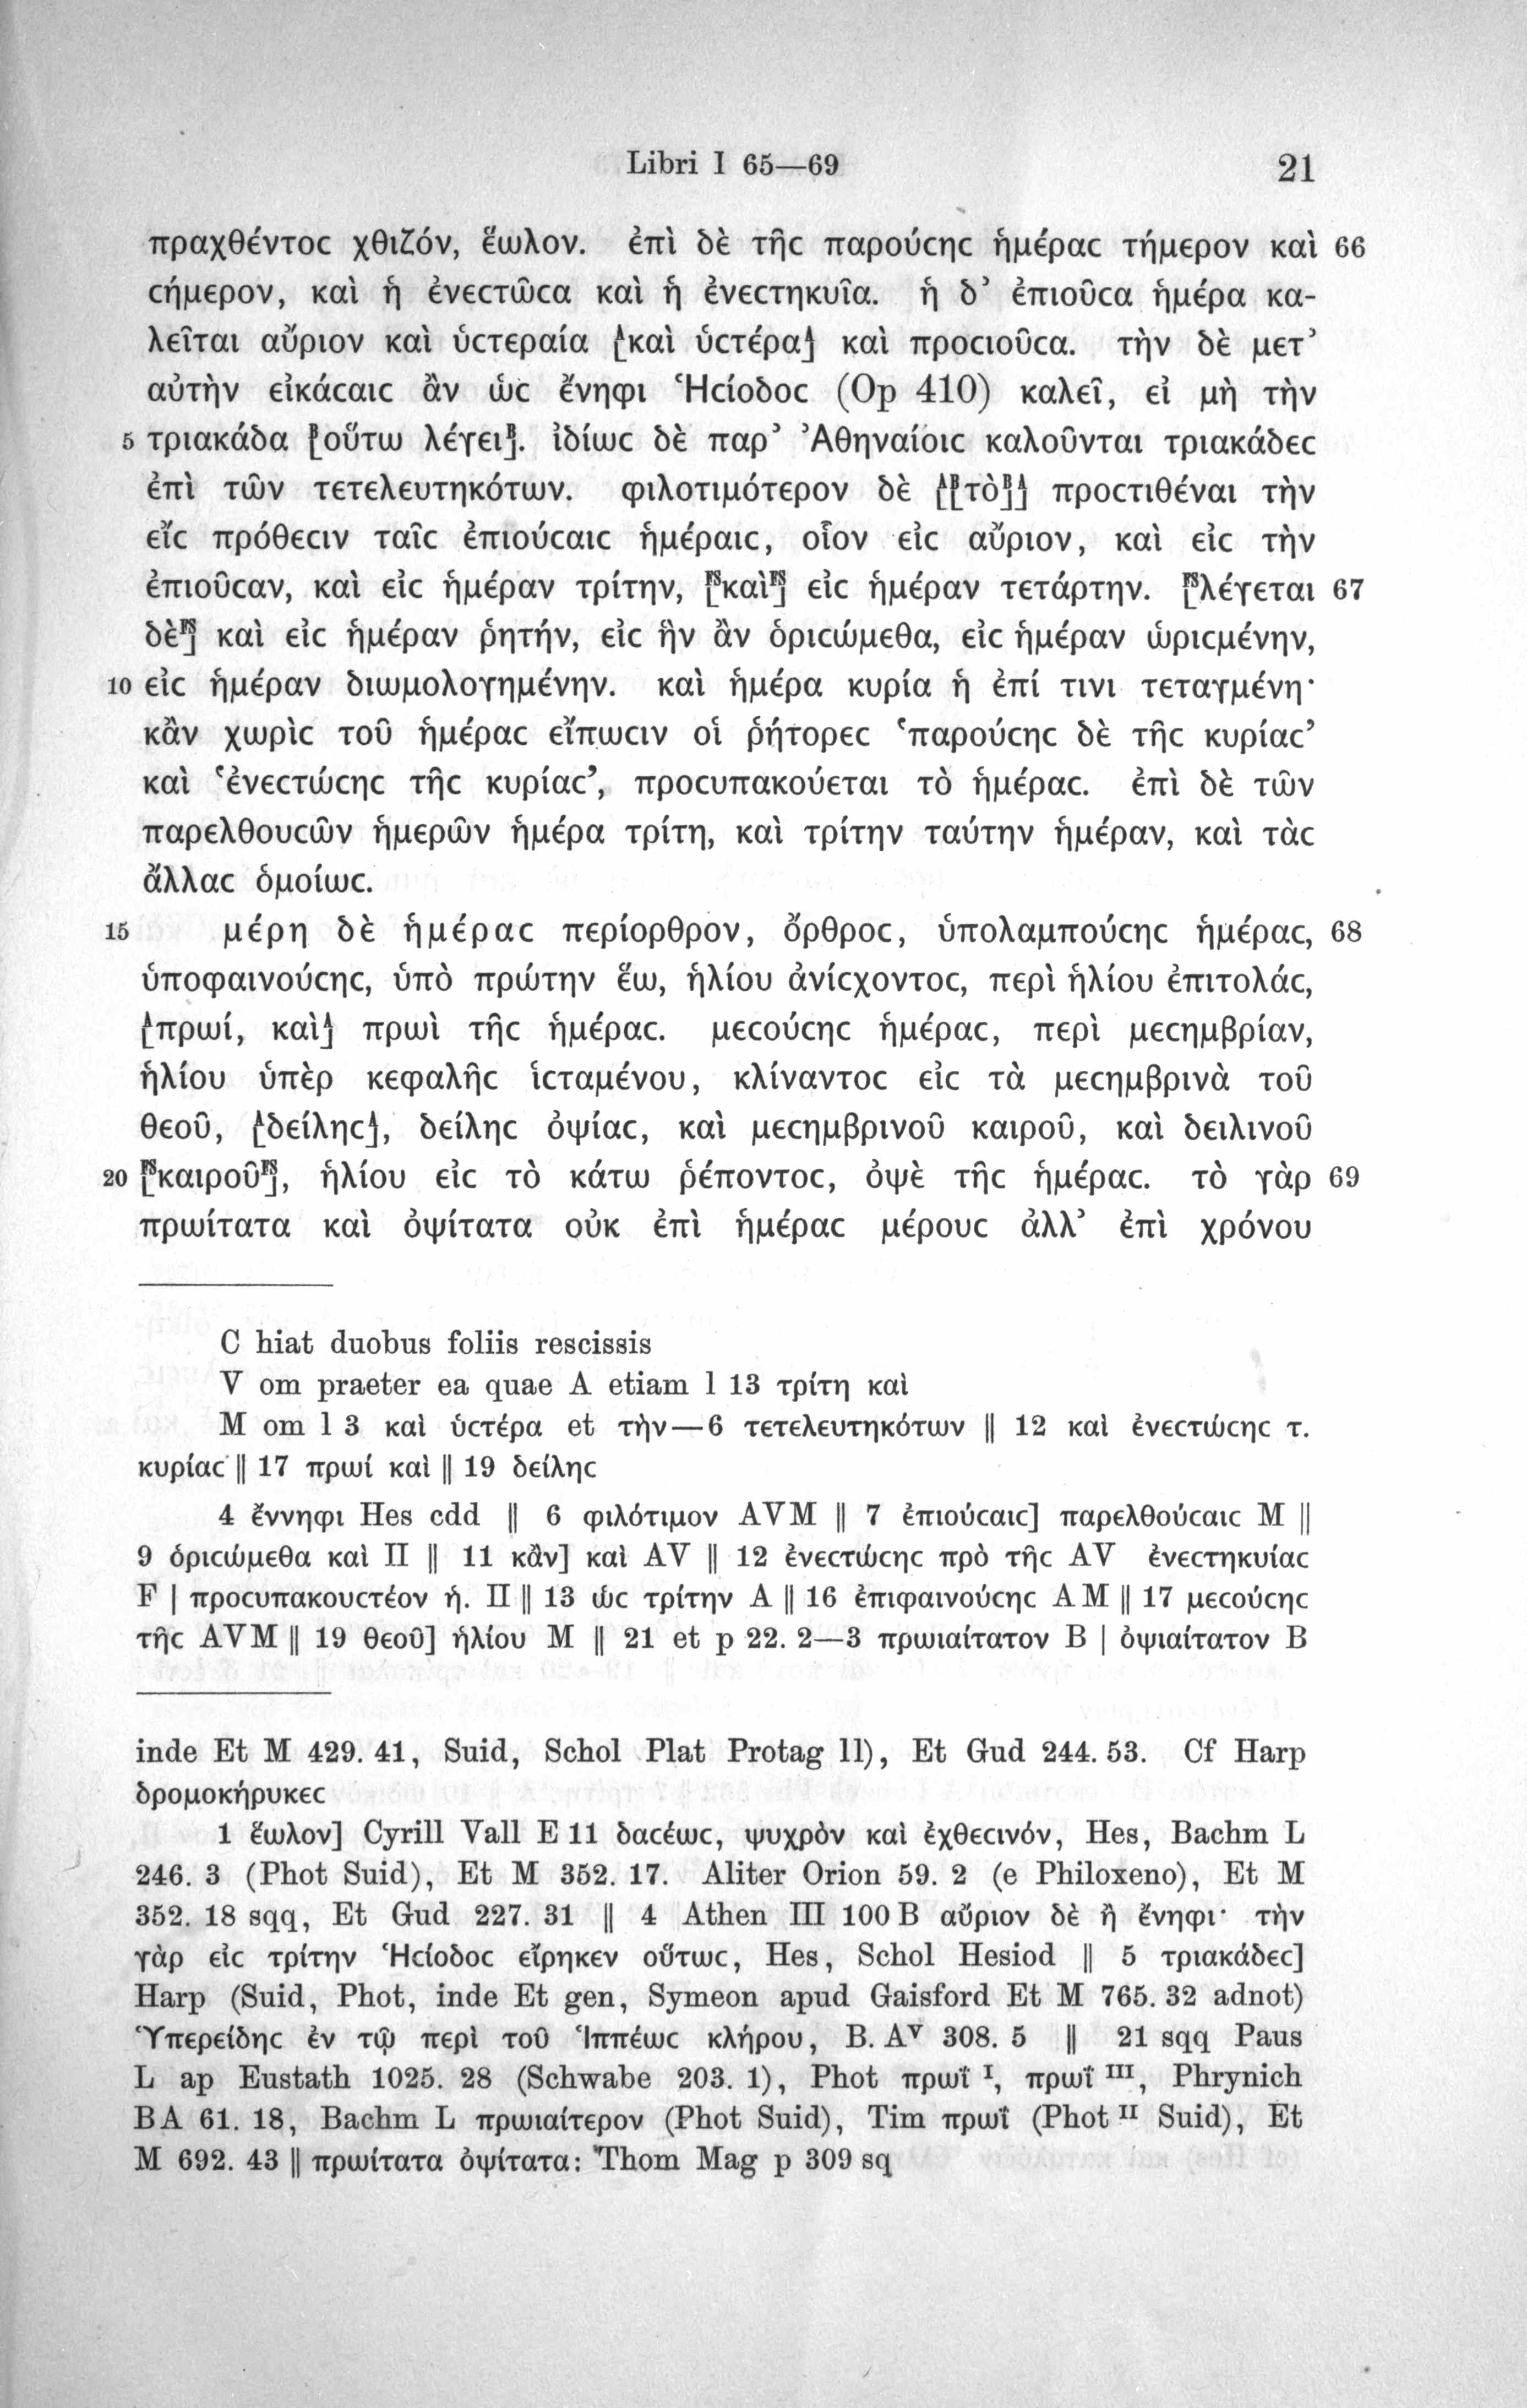 Libri I 65—69 21
πραχθέντοϲ χθιζόν, ἕωλον. ἐπὶ δὲ τῆϲ παρούϲηϲ ἡμέραϲ τήμερον καὶ 66
ϲήμερον, καὶ ἡ ἐνεϲτῶϲα καὶ ἡ ἐνεϲτηκυῖα. ἡ δ’ ἐπιοῦϲα ἡμέρα κα-
λεῖται αὔριον καὶ ὑϲτεραία [ᴬκαὶ ὑϲτέραᴬ] καὶ προϲιοῦϲα. τὴν δὲ μετ’
αὐτὴν εἰκάϲαιϲ ἂν ὡϲ ἔνηφι Ἡϲίοδοϲ (Op 410) καλεῖ, εἰ μὴ τὴν
5 τριακάδα [ᴮοὕτω λέγειᴮ]. ἰδίωϲ δὲ παρ’ Ἀθηναίοιϲ καλοῦνται τριακάδεϲ
ἐπὶ τῶν τετελευτηκότων. φιλοτιμότερον δὲ [ᴬ[ᴮτὸᴮ]ᴬ] προϲτιθέναι τὴν
εἴϲ πρόθεϲιν ταῖϲ ἐπιούϲαιϲ ἡμέραιϲ, οἷον εἰϲ αὔριον, καὶ εἰϲ τὴν
ἐπιοῦϲαν, καὶ εἰϲ ἡμέραν τρίτην, [ᶠˢκαὶᶠˢ] εἰϲ ἡμέραν τετάρτην. [ᶠˢλέγεται 67
δὲᶠˢ] καὶ εἰϲ ἡμέραν ῥητήν, εἰϲ ἣν ἂν ὁριϲώμεθα, εἰϲ ἡμέραν ὡριϲμένην,
10 εἰϲ ἡμέραν διωμολογημένην. καὶ ἡμέρα κυρία ἡ ἐπί τινι τεταγμένη·
κἂν χωρὶϲ τοῦ ἡμέραϲ εἴπωϲιν οἱ ῥήτορεϲ ‘παρούϲηϲ δὲ τῆϲ κυρίαϲ’
καὶ ‘ἐνεϲτώϲηϲ τῆϲ κυρίαϲ’, προϲυπακούεται τὸ ἡμέραϲ. ἐπὶ δὲ τῶν
παρελθουϲῶν ἡμερῶν ἡμέρα τρίτη, καὶ τρίτην ταύτην ἡμέραν, καὶ τὰϲ
ἄλλαϲ ὁμοίωϲ.
15 μέρη δὲ ἡμέραϲ περίορθρον, ὄρθροϲ, ὑπολαμπούϲηϲ ἡμέραϲ, 68
ὑποφαινούϲηϲ, ὑπὸ πρώτην ἕω, ἡλίου ἀνίϲχοντοϲ, περὶ ἡλίου ἐπιτολάϲ,
[ᴬπρωί, καὶᴬ] πρωὶ τῆϲ ἡμέραϲ. μεϲούϲηϲ ἡμέραϲ, περὶ μεϲημβρίαν,
ἡλίου ὑπὲρ κεφαλῆϲ ἱϲταμένου, κλίναντοϲ εἰϲ τὰ μεϲημβρινὰ τοῦ
θεοῦ, [ᴬδείληϲᴬ], δείληϲ ὀψίαϲ, καὶ μεϲημβρινοῦ καιροῦ, καὶ δειλινοῦ
20 [ᶠˢκαιροῦᶠˢ], ἡλίου εἰϲ τὸ κάτω ῥέποντοϲ, ὀψὲ τῆϲ ἡμέραϲ. τὸ γὰρ 69
πρωίτατα καὶ ὀψίτατα οὐκ ἐπὶ ἡμέραϲ μέρουϲ ἀλλ’ ἐπὶ χρόνου
C hiat duobus foliis rescissis
V om praeter ea quae A etiam l 13 τρίτη καὶ
M om l 3 καὶ ὑϲτέρα et τὴν—6 τετελευτηκότων ‖ 12 καὶ ἐνεϲτώϲηϲ τ.
κυρίαϲ ‖ 17 πρωί καὶ ‖ 19 δείληϲ
4 ἔννηφι Hes cdd ‖ 6 φιλότιμον AVM ‖ 7 ἐπιούϲαιϲ] παρελθούϲαιϲ M ‖
9 ὁριϲώμεθα καὶ II ‖ 11 κἂν] καὶ AV ‖ 12 ἐνεϲτώϲηϲ πρὸ τῆϲ AV ἐνεϲτηκυίαϲ
F | προϲυπακουϲτέον ἡ. II ‖ 13 ὡϲ τρίτην A ‖ 16 ἐπιφαινούϲηϲ AM ‖ 17 μεϲούϲηϲ
τῆϲ AVM ‖ 19 θεοῦ] ἡλίου M ‖ 21 et p 22. 2—3 πρωιαίτατον B | ὀψιαίτατον B
inde Et M 429. 41, Suid, Schol Plat Protag 11), Et Gud 244. 53. Cf Harp
δρομοκήρυκεϲ
1 ἕωλον] Cyrill Vall E 11 δαϲέωϲ, ψυχρὸν καὶ ἐχθεϲινόν, Hes, Bachm L
246. 3 (Phot Suid), Et M 352. 17. Aliter Orion 59. 2 (e Philoxeno), Et M
352. 18 sqq, Et Gud 227. 31 ‖ 4 Athen III 100 B αὔριον δὲ ἢ ἔνηφι· τὴν
γὰρ εἰϲ τρίτην Ἡϲίοδοϲ εἴρηκεν οὕτωϲ, Hes, Schol Hesiod ‖ 5 τριακάδεϲ]
Harp (Suid, Phot, inde Et gen, Symeon apud Gaisford Et M 765. 32 adnot)
Ὑπερείδηϲ ἐν τῷ περὶ τοῦ Ἱππέωϲ κλήρου, B. Aᵛ 308. 5 ‖ 21 sqq Paus
L ap Eustath 1025. 28 (Schwabe 203. 1), Phot πρωΐ ᴵ, πρωΐ ᴵᴵᴵ, Phrynich
BA 61. 18, Bachm L πρωιαίτερον (Phot Suid), Tim πρωΐ (Phot ᴵᴵ Suid), Et
M 692. 43 ‖ πρωίτατα ὀψίτατα: Thom Mag p 309 sq